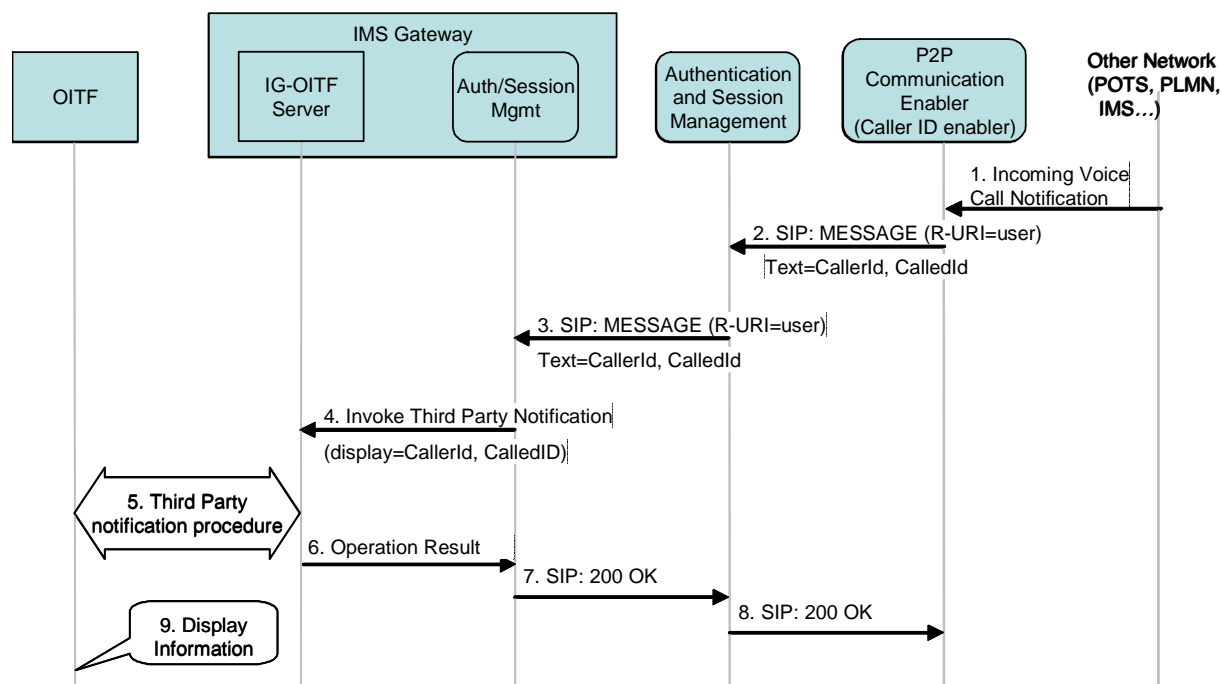 IMS Gateway
OITF
IG-OITF
Server
Auth/Session
Mgmt
Authentication
and Session
Management
P2P
Communication
Enabler
(Caller ID enabler)
Other Network
(POTS, PLMN,
IMS...)
1. Incoming Voice
Call Notification
2. SIP: MESSAGE (R-URI=user)
Text=CallerId, CalledId
3. SIP: MESSAGE (R-URI=user)
Text=CallerId, CalledId
4. Invoke Third Party Notification
(display=CallerId, CalledID)
5. Third Party
notification procedure
6. Operation Result
7. SIP: 200 OK
8. SIP: 200 OK
9. Display
Information